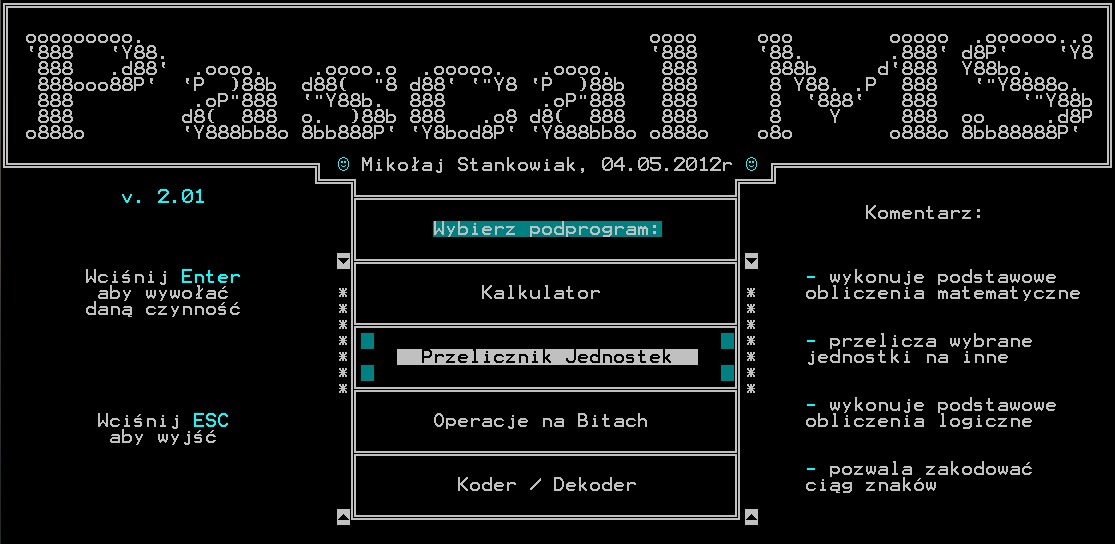 Pascal MS
Mikołaj Stankowiak, 04.05.2012r
v. 2.01
Wciśnij Enter
aby wywołać
daną czynność
Wciśnij ESC
aby wyjść
Wybierz podprogram:
Kalkulator
Przelicznik Jednostek
Operacje na Bitach
Koder / Dekoder
Komentarz:
- wykonuje podstawowe
obliczenia matematyczne
- przelicza wybrane
jednostki na inne
- wykonuje podstawowe
obliczenia logiczne
- pozwala zakodować
ciąg znaków